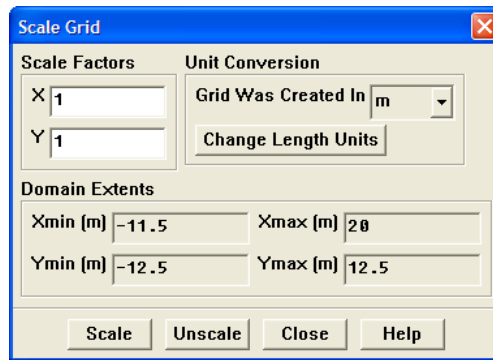 Scale Grid
Scale Factors
X 1
Y 1
Unit Conversion
Grid Was Created In m
Change Length Units
Domain Extents
Xmin (m) -11.5 Xmax (m) 20
Ymin (m) -12.5 Ymax (m) 12.5
Scale Unscale Close Help